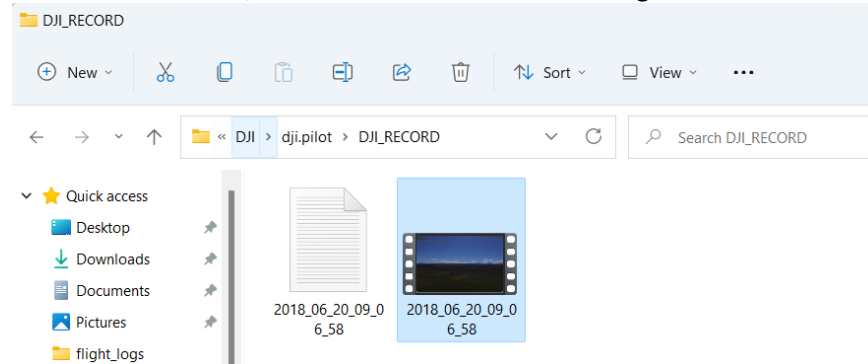 DJI_RECORD
New
Sort
View
« DJI > dji.pilot > DJI_RECORD
Search DJI_RECORD
Quick access
Desktop
Downloads
Documents
Pictures
flight_logs
2018_06_20_09_0
6_58
2018_06_20_09_0
6_58